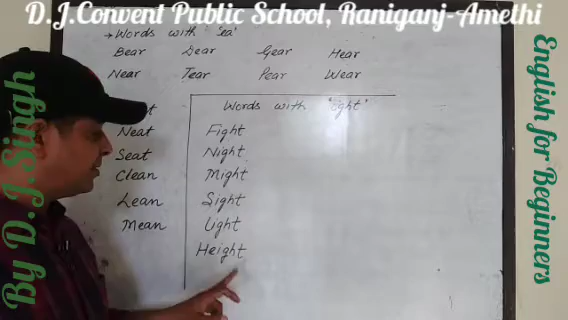 D.J.Convent Public School, Raniganj-Amethi
→ Words with 'ea'
Bear Dear Gear Hear
Near Tear Pear Wear
Neat
Seat
Clean
Lean
Mean
Words with 'ight'
Fight
Night
Might
Sight
Light
Height
By D.J.Singh
English for Beginners